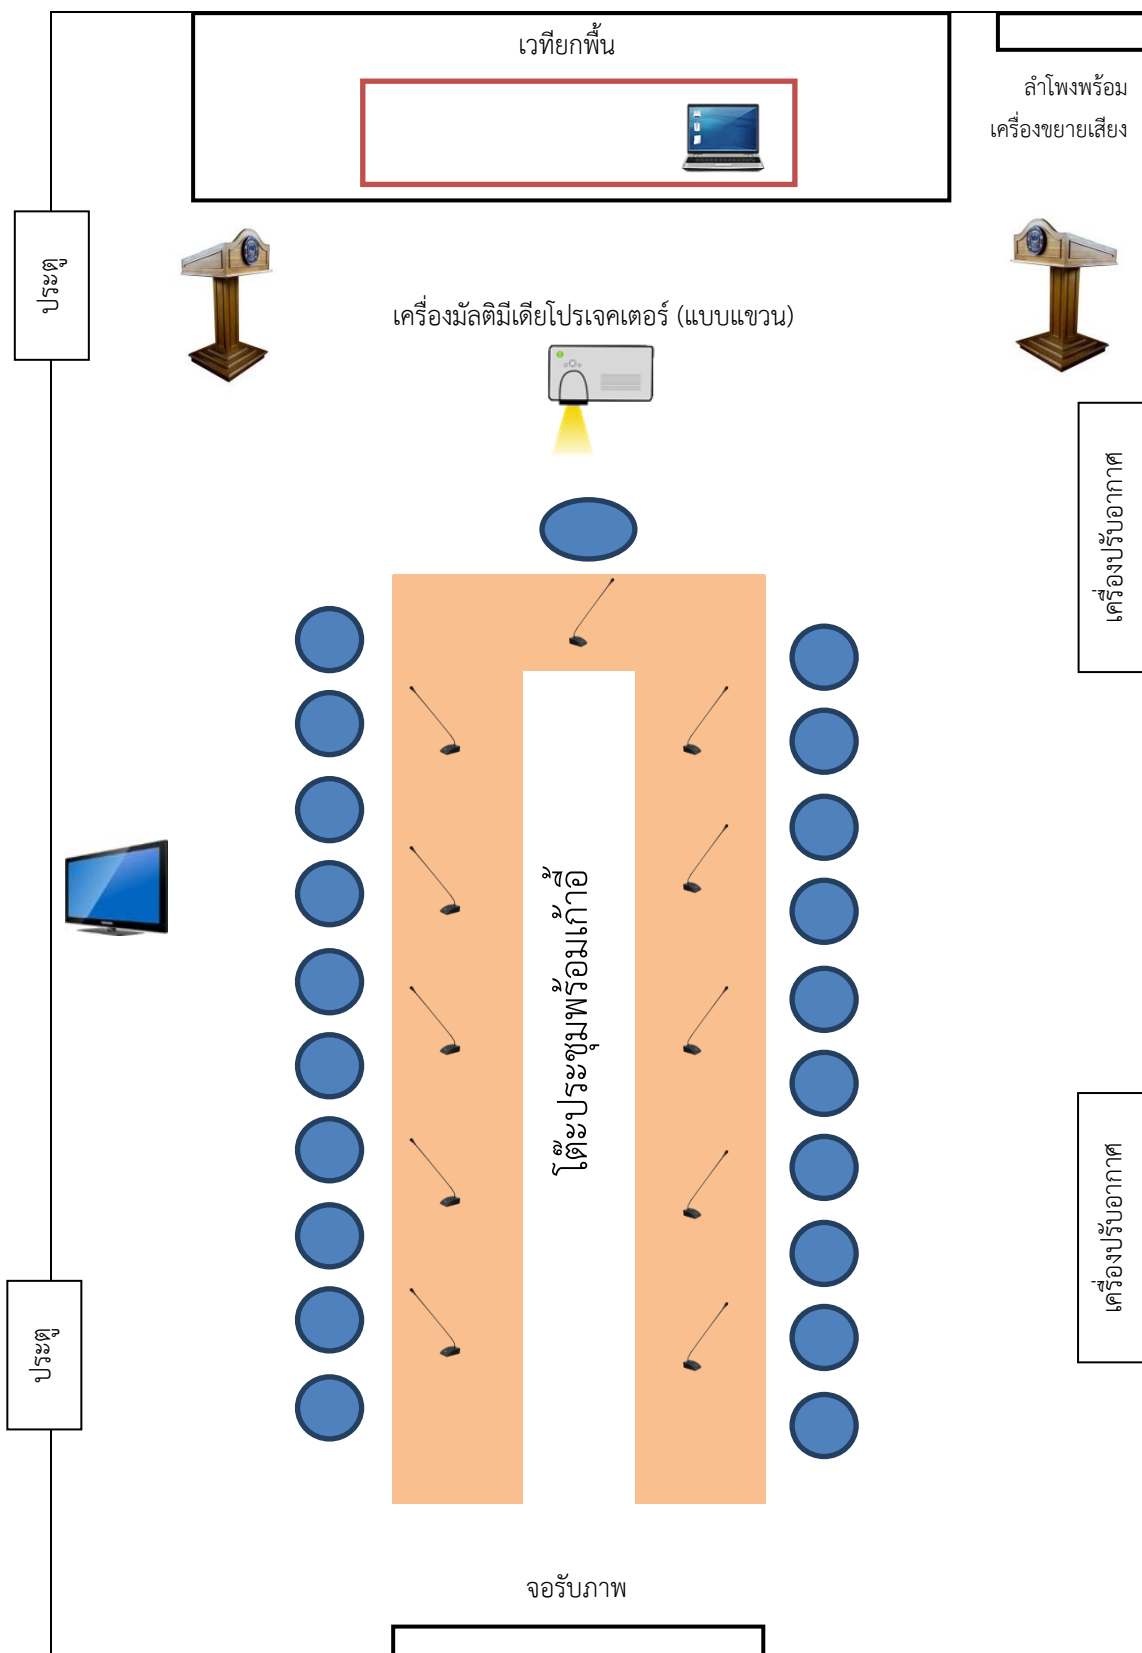 เวทียกพื้น
ลำโพงพร้อม
เครื่องขยายเสียง
ประตู
เครื่องมัลติมีเดียโปรเจคเตอร์ (แบบแขวน)
เครื่องปรับอากาศ
โต๊ะประชุมพร้อมเก้าอี้
เครื่องปรับอากาศ
ประตู
จอรับภาพ